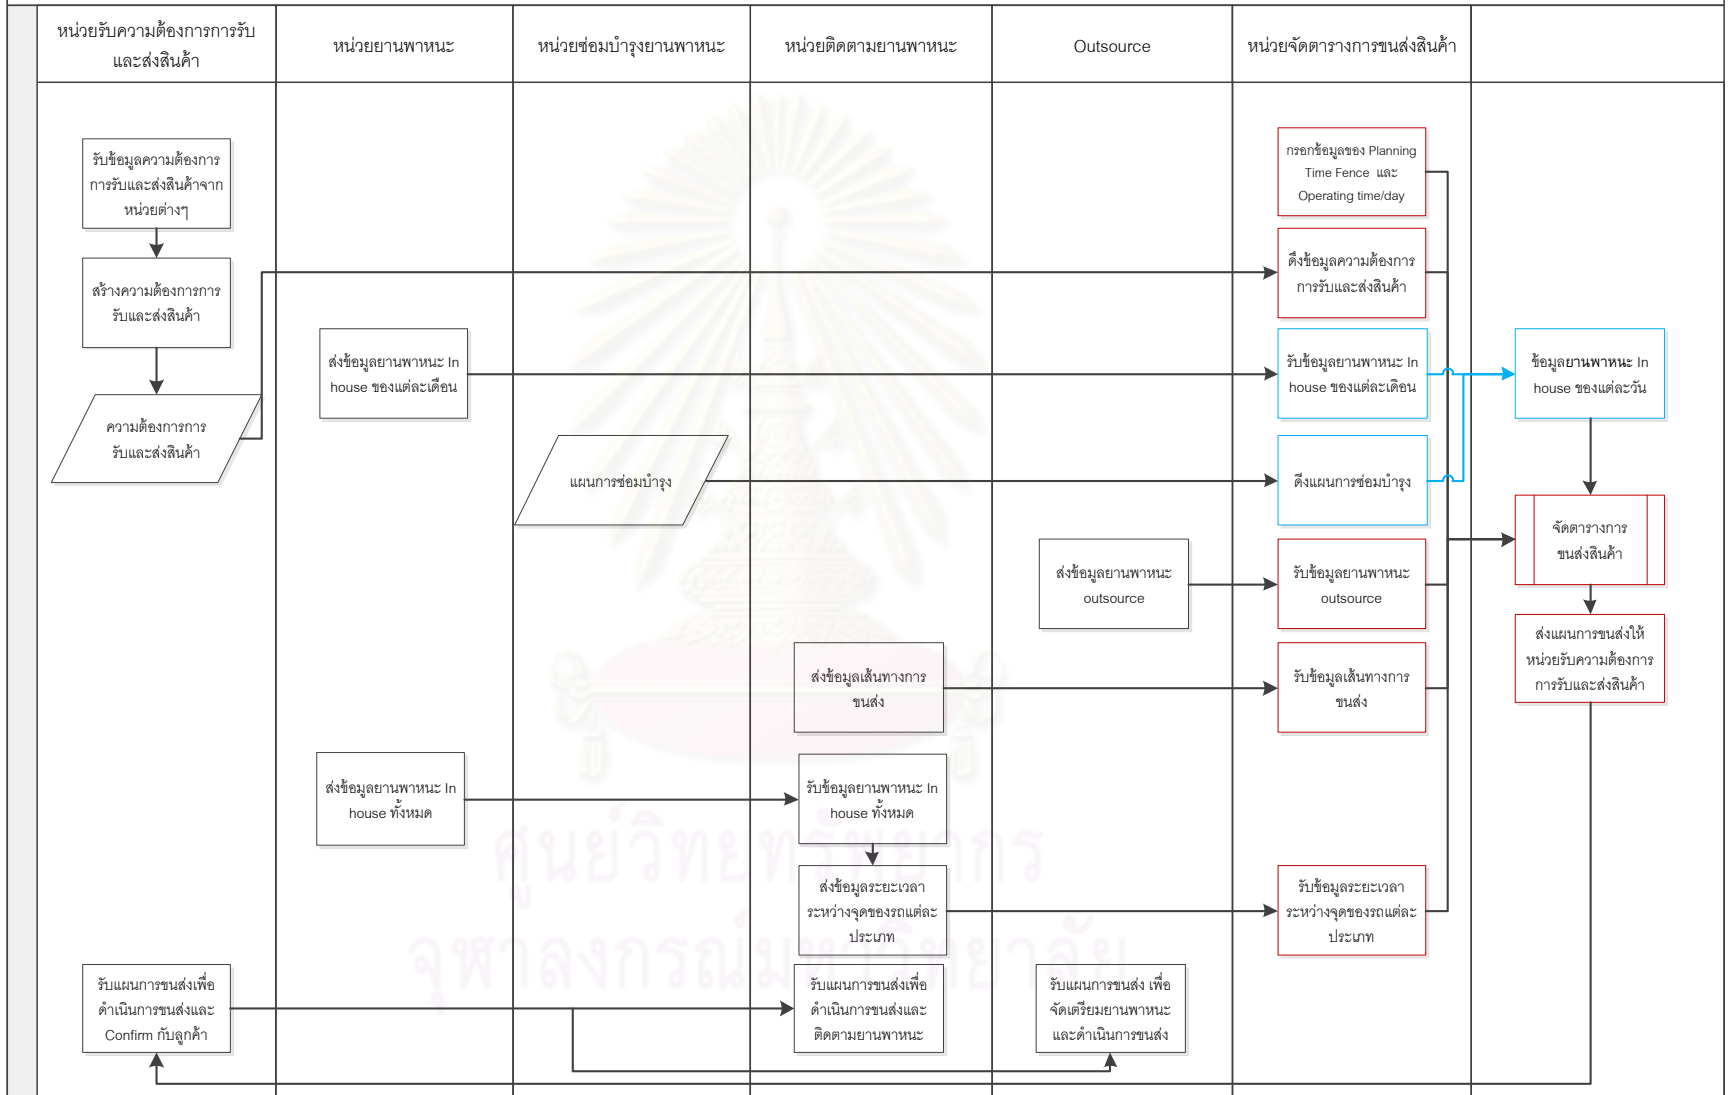 หน่วยรับความต้องการการรับ
และส่งสินค้า
หน่วยยานพาหนะ
หน่วยซ่อมบำรุงยานพาหนะ
หน่วยติดตามยานพาหนะ
Outsource
หน่วยจัดตารางการขนส่งสินค้า
รับข้อมูลความต้องการ
การรับและส่งสินค้าจาก
หน่วยต่างๆ
สร้างความต้องการการ
รับและส่งสินค้า
ความต้องการการ
รับและส่งสินค้า
ส่งข้อมูลยานพาหนะ In
house ของแต่ละเดือน
แผนการซ่อมบำรุง
กรอกข้อมูลของ Planning
Time Fence และ
Operating time/day
ดึงข้อมูลความต้องการ
การรับและส่งสินค้า
รับข้อมูลยานพาหนะ In
house ของแต่ละเดือน
ข้อมูลยานพาหนะ In
house ของแต่ละวัน
ดึงแผนการซ่อมบำรุง
จัดตารางการ
ขนส่งสินค้า
ส่งข้อมูลยานพาหนะ
outsource
รับข้อมูลยานพาหนะ
outsource
ส่งแผนการขนส่งให้
หน่วยรับความต้องการ
การรับและส่งสินค้า
ส่งข้อมูลเส้นทางการ
ขนส่ง
รับข้อมูลเส้นทางการ
ขนส่ง
ส่งข้อมูลยานพาหนะ In
house ทั้งหมด
รับข้อมูลยานพาหนะ In
house ทั้งหมด
ศูนย์วิทยทรัพยากร
ส่งข้อมูลระยะเวลา
ระหว่างจุดของรถแต่ละ
ประเภท
รับข้อมูลระยะเวลา
ระหว่างจุดของรถแต่ละ
ประเภท
จุฬาลงกรณ์มหาวิทยาลัย
รับแผนการขนส่งเพื่อ
ดำเนินการขนส่งและ
Confirm กับลูกค้า
รับแผนการขนส่งเพื่อ
ดำเนินการขนส่งและ
ติดตามยานพาหนะ
รับแผนการขนส่ง เพื่อ
จัดเตรียมยานพาหนะ
และดำเนินการขนส่ง